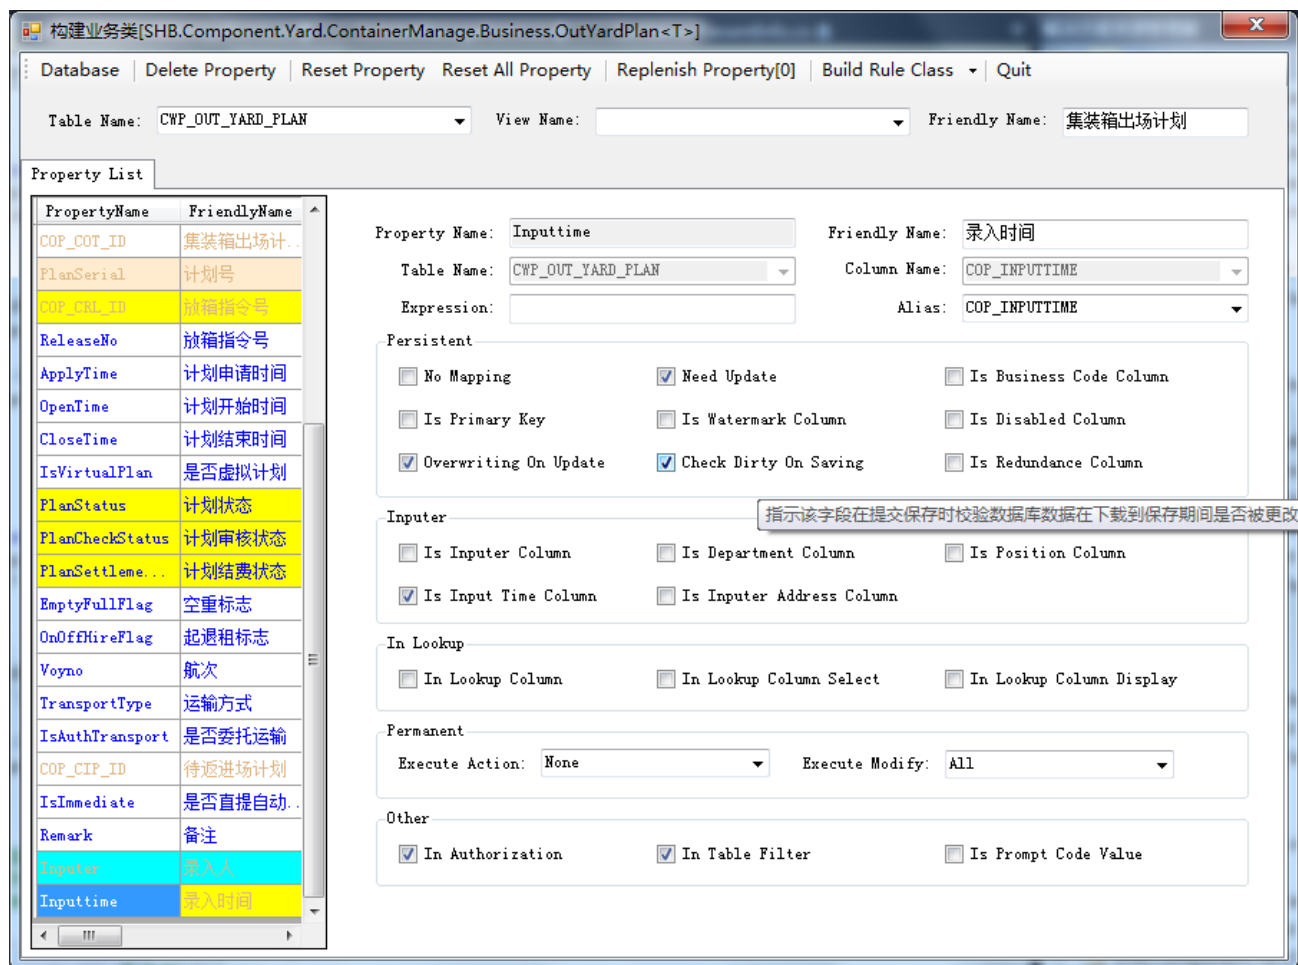 构建业务类[SHB.Component.Yard.ContainerManage.Business.OutYardPlan<T>]
Database Delete Property Reset Property Reset All Property Replenish Property[0] Build Rule Class Quit
Table Name: CWP_OUT_YARD_PLAN View Name: Friendly Name: 集装箱出场计划
Property List
PropertyName FriendlyName
COP_COT_ID 集装箱出场计..
PlanSerial 计划号
COP_CRL_ID 放箱指令号
ReleaseNo 放箱指令号
ApplyTime 计划申请时间
OpenTime 计划开始时间
CloseTime 计划结束时间
IsVirtualPlan 是否虚拟计划
PlanStatus 计划状态
PlanCheckStatus 计划审核状态
PlanSettleme... 计划结费状态
EmptyFullFlag 空重标志
OnOffHireFlag 起退租标志
Voyno 航次
TransportType 运输方式
IsAuthTransport 是否委托运输
COP_CIP_ID 待返进场计划
IsImmediate 是否直提自动..
Remark 备注
Inputer 录入人
Inputtime 录入时间
Property Name: Inputtime Friendly Name: 录入时间
Table Name: CWP_OUT_YARD_PLAN Column Name: COP_INPUTTIME
Expression: Alias: COP_INPUTTIME
Persistent
No Mapping Need Update Is Business Code Column
Is Primary Key Is Watermark Column Is Disabled Column
Overwriting On Update Check Dirty On Saving Is Redundance Column
指示该字段在提交保存时校验数据库数据在下载到保存期间是否被更改
Inputer
Is Inputer Column Is Department Column Is Position Column
Is Input Time Column Is Inputer Address Column
In Lookup
In Lookup Column In Lookup Column Select In Lookup Column Display
Permanent
Execute Action: None Execute Modify: All
Other
In Authorization In Table Filter Is Prompt Code Value